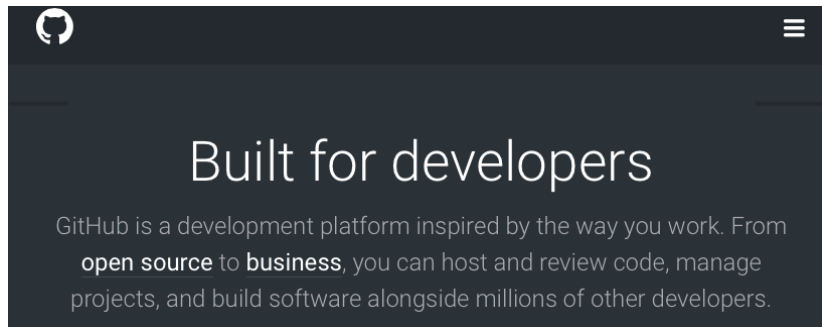 Built for developers
GitHub is a development platform inspired by the way you work. From
open source to business, you can host and review code, manage
projects, and build software alongside millions of other developers.